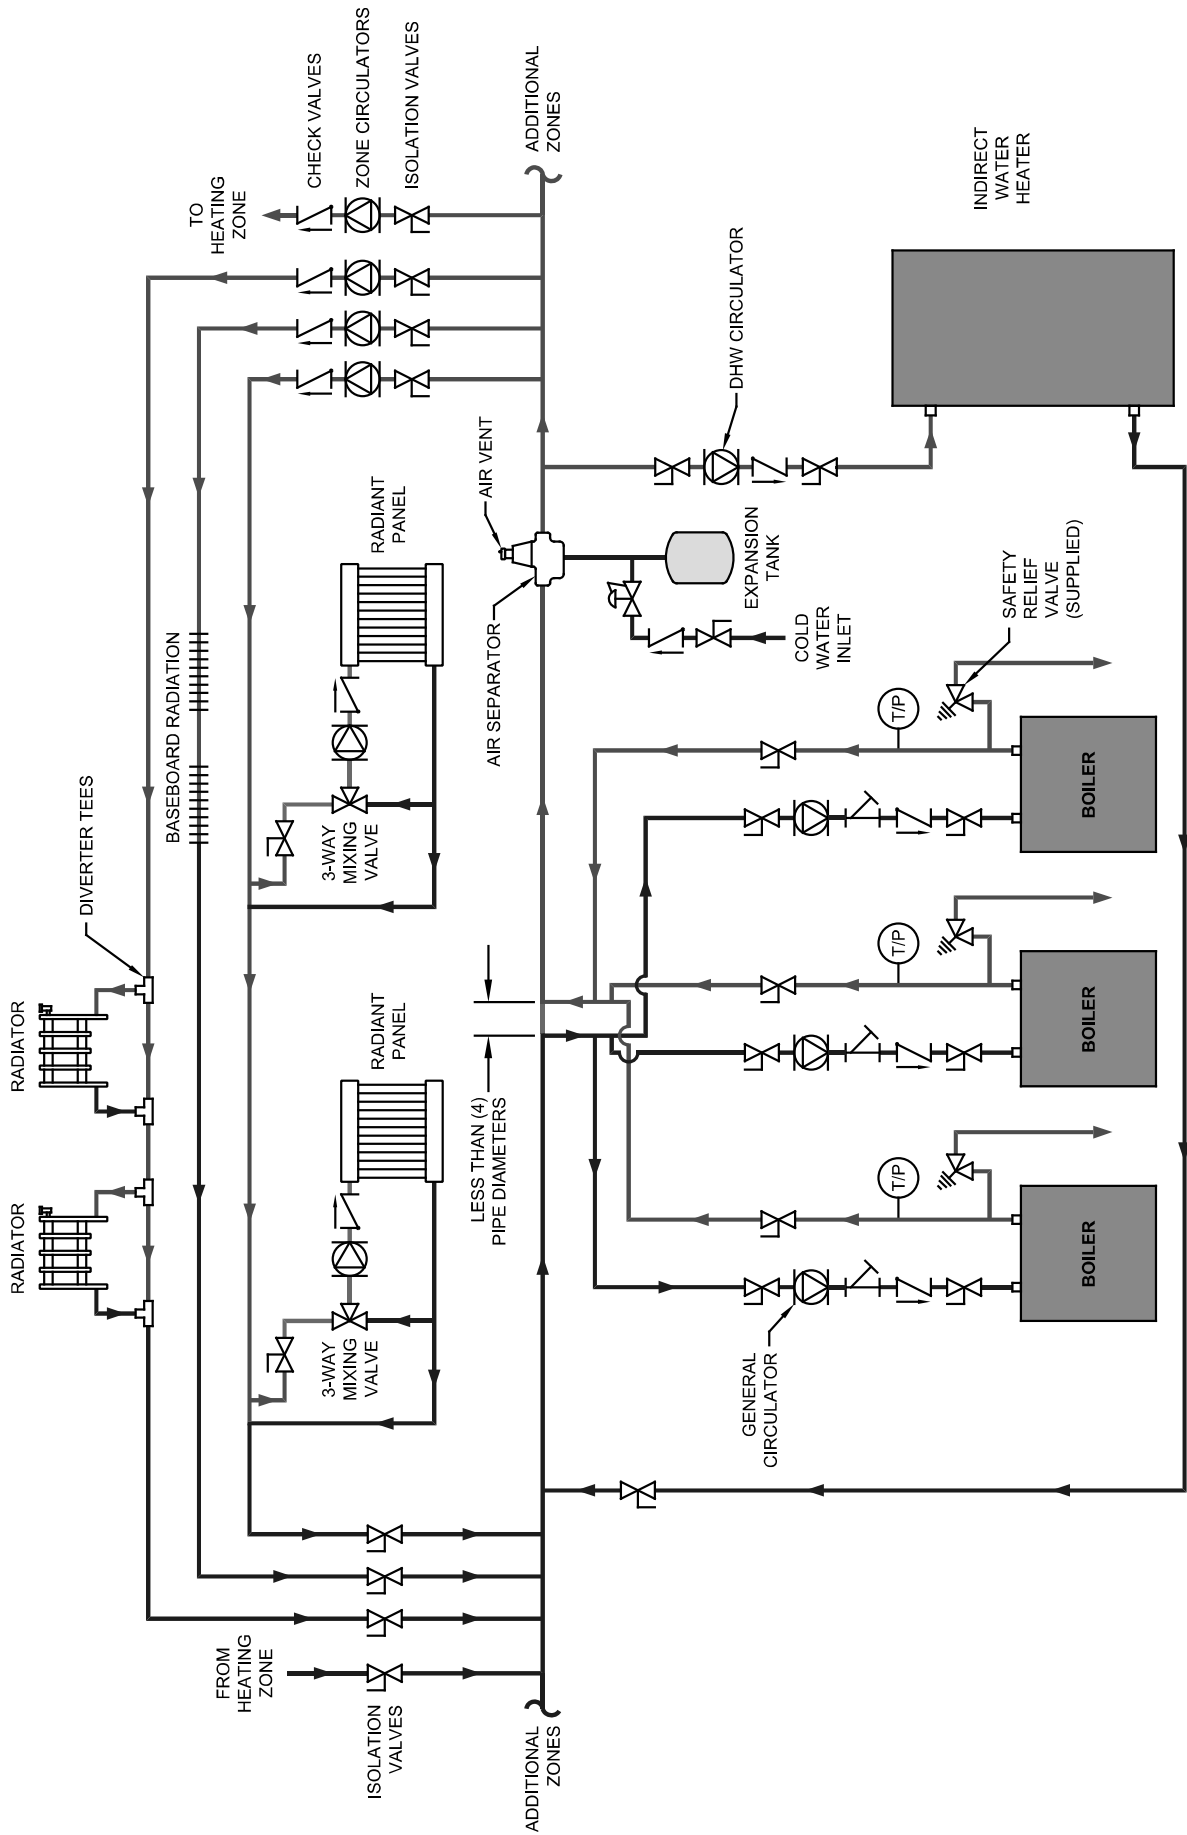 RADIATOR
RADIATOR
DIVERTER TEES
BASEBOARD RADIATION
TO
HEATING
ZONE
CHECK VALVES
ZONE CIRCULATORS
ISOLATION VALVES
ADDITIONAL
ZONES
FROM
HEATING
ZONE
ISOLATION
VALVES
ADDITIONAL
ZONES
3-WAY
MIXING
VALVE
RADIANT
PANEL
3-WAY
MIXING
VALVE
RADIANT
PANEL
LESS THAN (4)
PIPE DIAMETERS
AIR SEPARATOR
AIR VENT
EXPANSION
TANK
COLD
WATER
INLET
DHW CIRCULATOR
INDIRECT
WATER
HEATER
GENERAL
CIRCULATOR
T/P
T/P
T/P
SAFETY
RELIEF
VALVE
(SUPPLIED)
BOILER
BOILER
BOILER